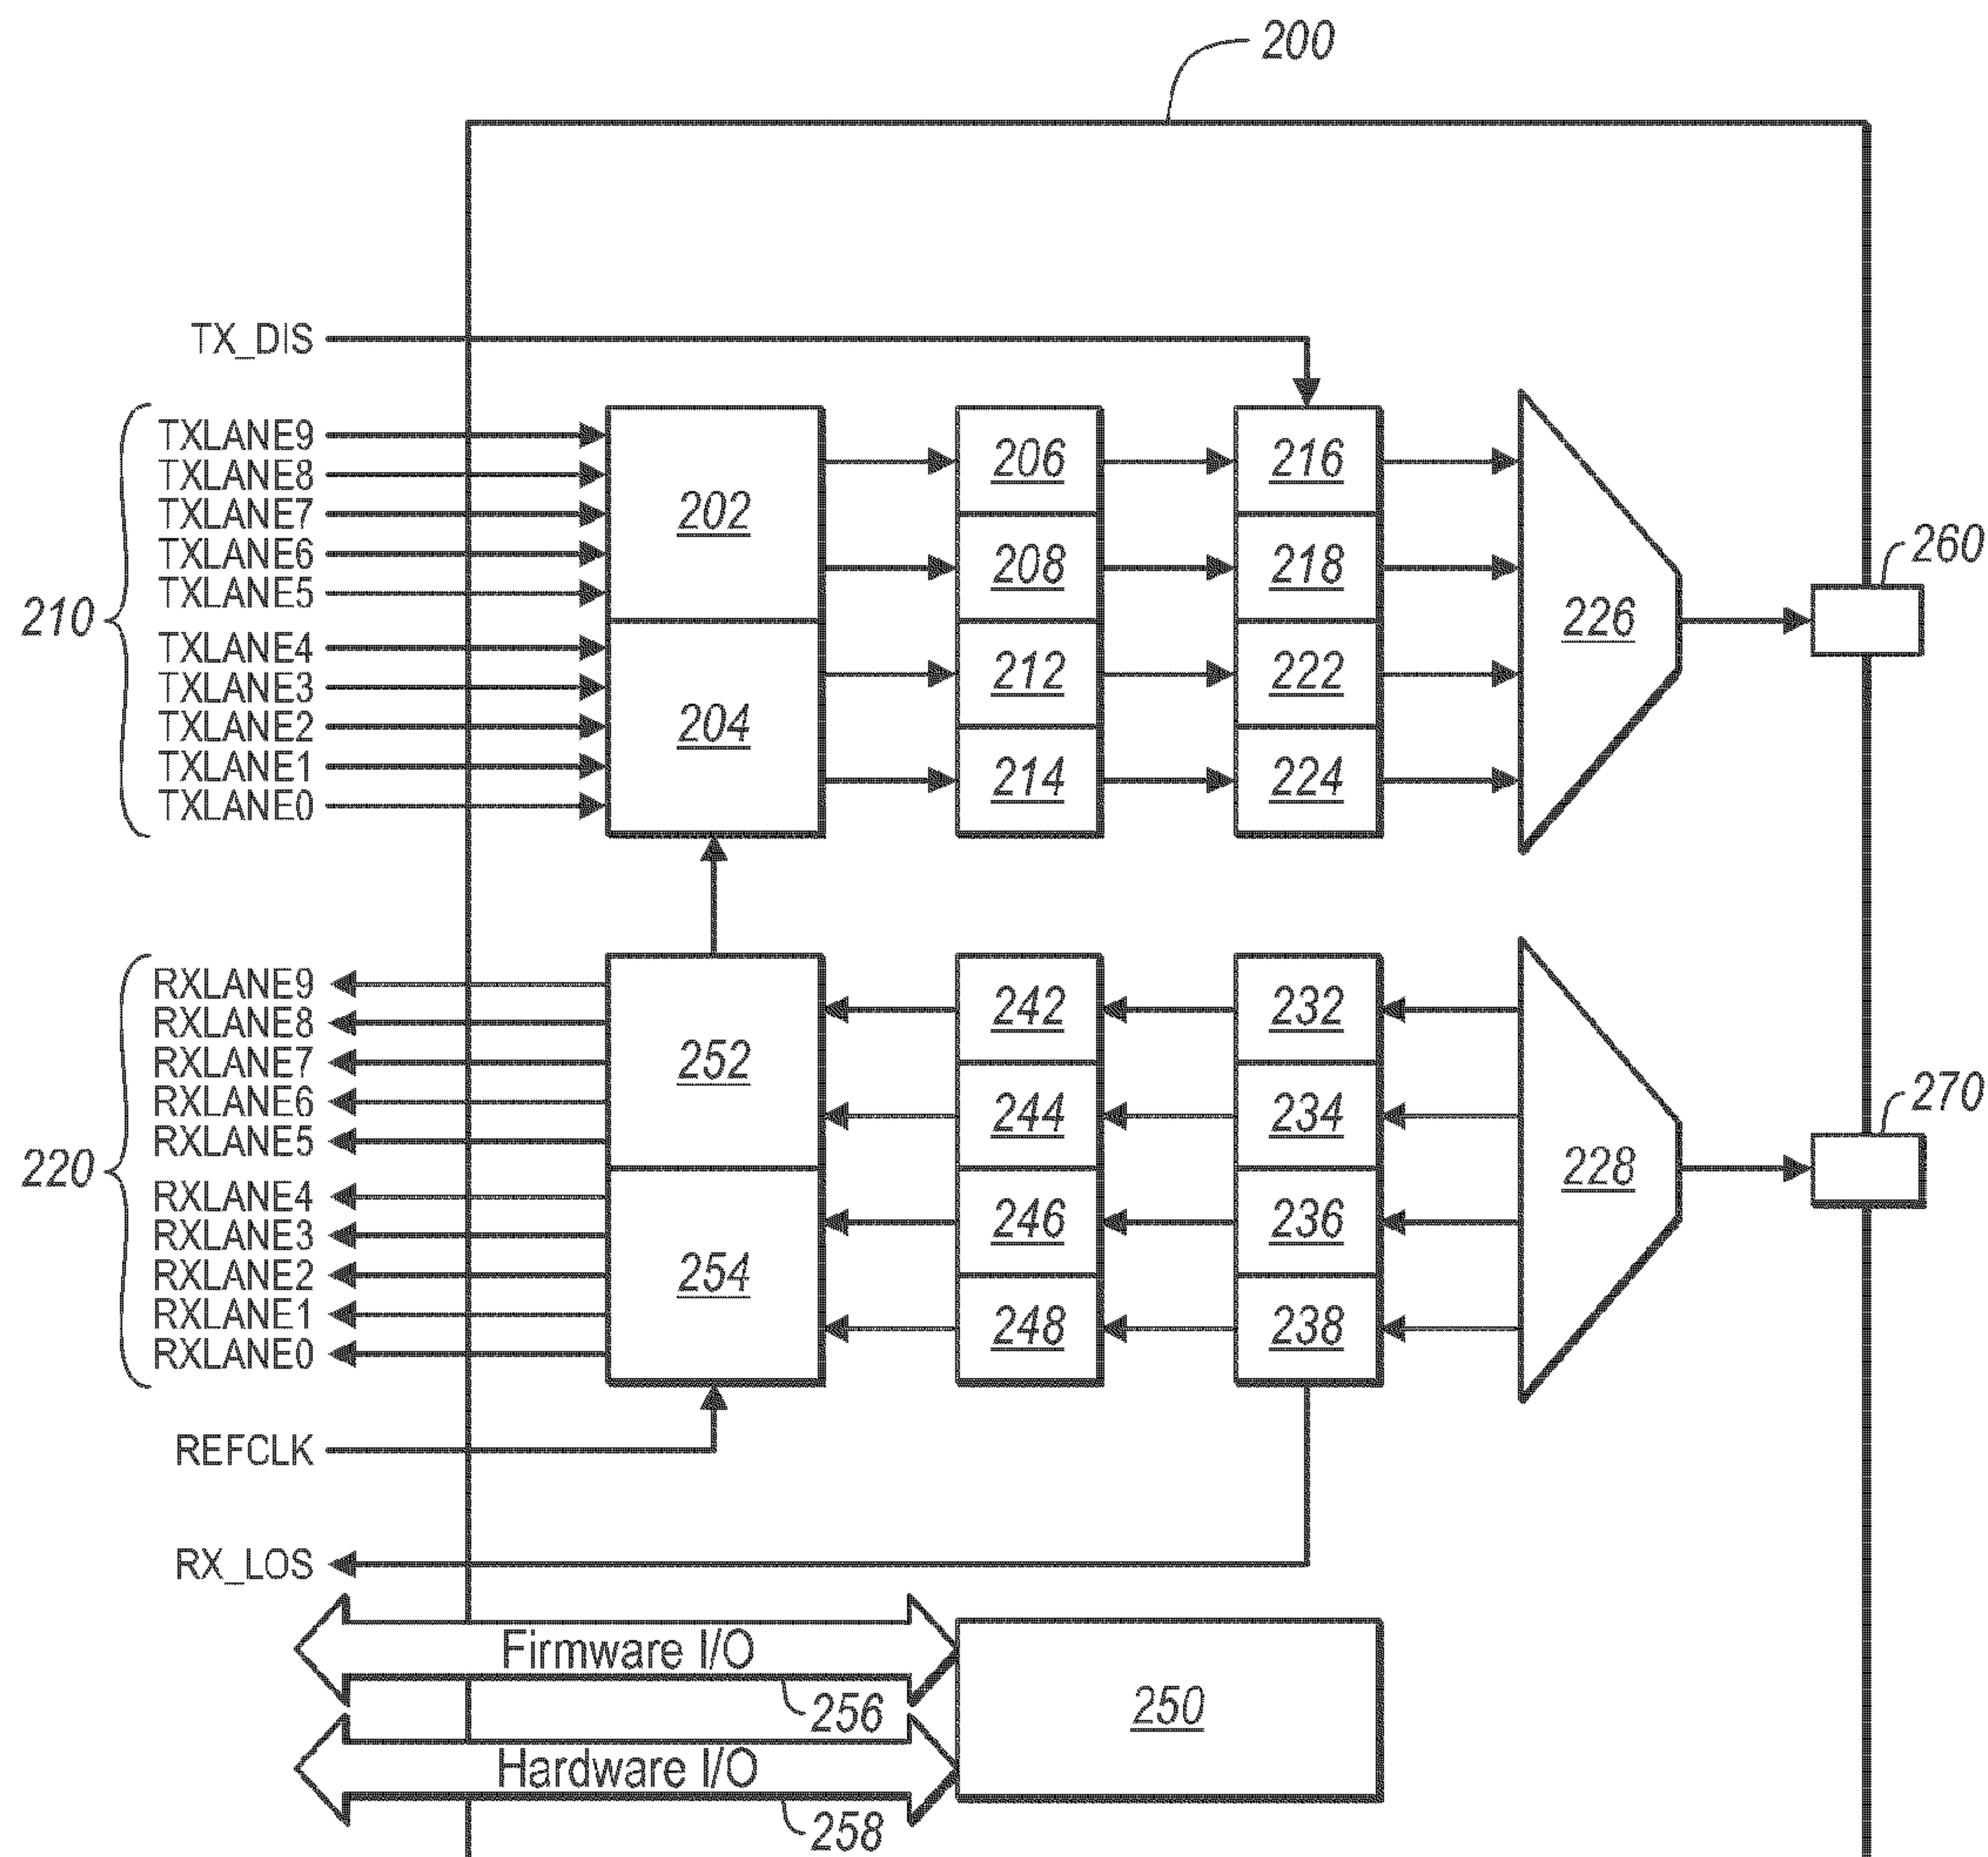 200
TX_DIS
TXLANE9
TXLANE8
TXLANE7
TXLANE6
TXLANE5
TXLANE4
TXLANE3
TXLANE2
TXLANE1
TXLANE0
210
202
204
206
208
212
214
216
218
222
224
226
260
RXLANE9
RXLANE8
RXLANE7
RXLANE6
RXLANE5
RXLANE4
RXLANE3
RXLANE2
RXLANE1
RXLANE0
220
252
254
242
244
246
248
232
234
236
238
228
270
REFCLK
RX_LOS
Firmware I/O
256
Hardware I/O
258
250